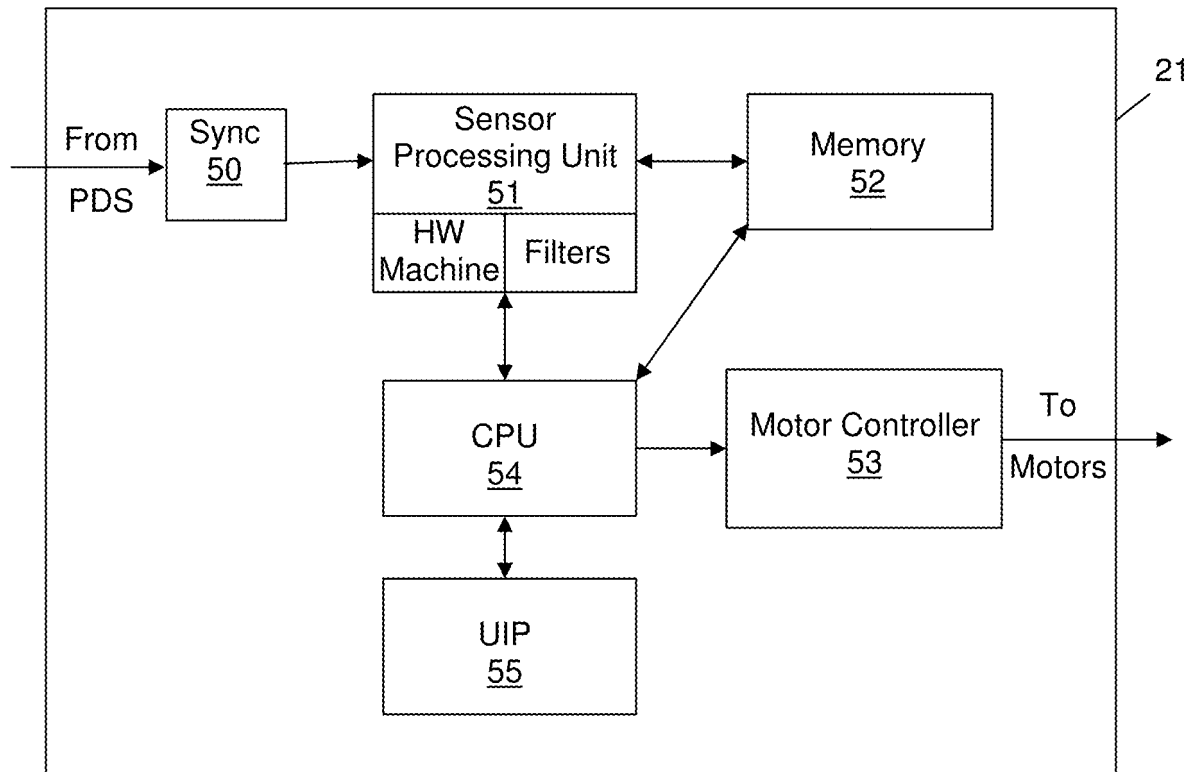 21
From
PDS
Sync
50
Sensor
Processing Unit
51
HW
Machine
Filters
Memory
52
CPU
54
Motor Controller
53
To
Motors
UIP
55